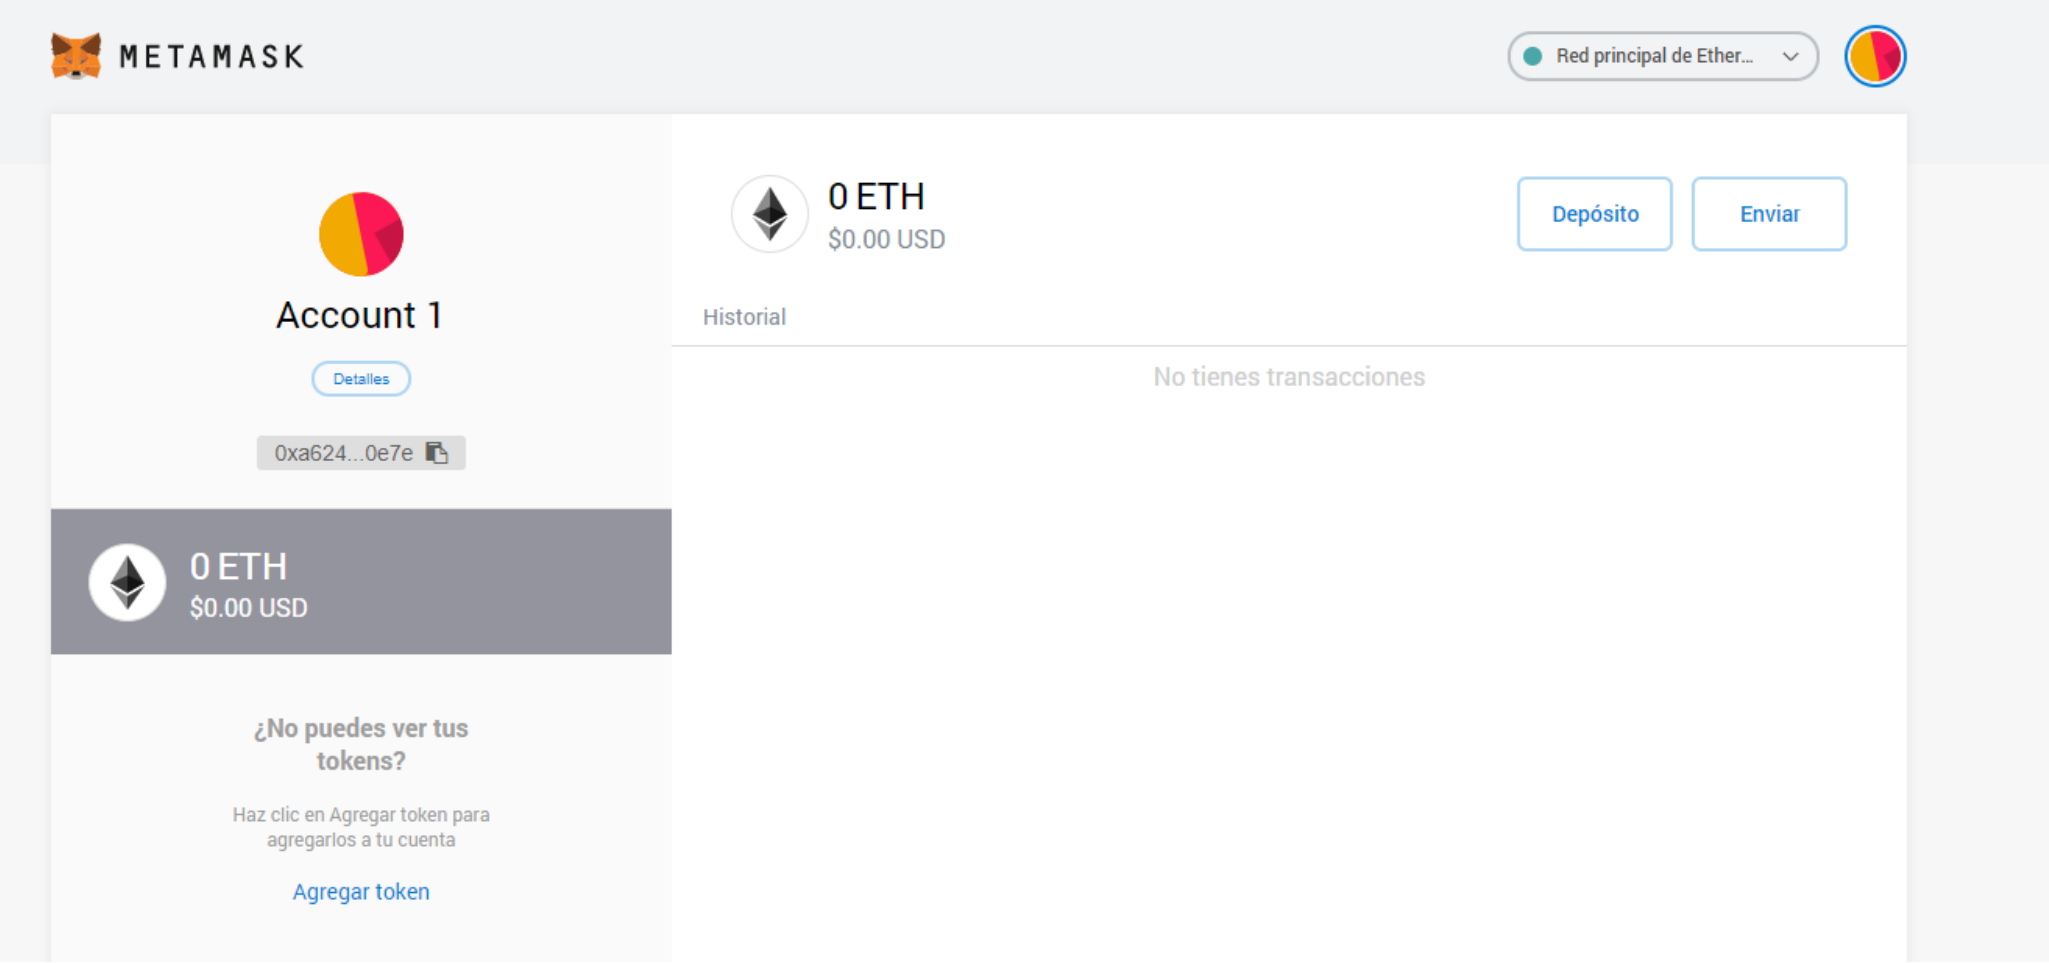 METAMASK
Red principal de Ether...
Account 1
Detalles
0xa624...0e7e
0 ETH
$0.00 USD
¿No puedes ver tus
tokens?
Haz clic en Agregar token para
agregarlos a tu cuenta
Agregar token
0 ETH
$0.00 USD
Depósito
Enviar
Historial
No tienes transacciones